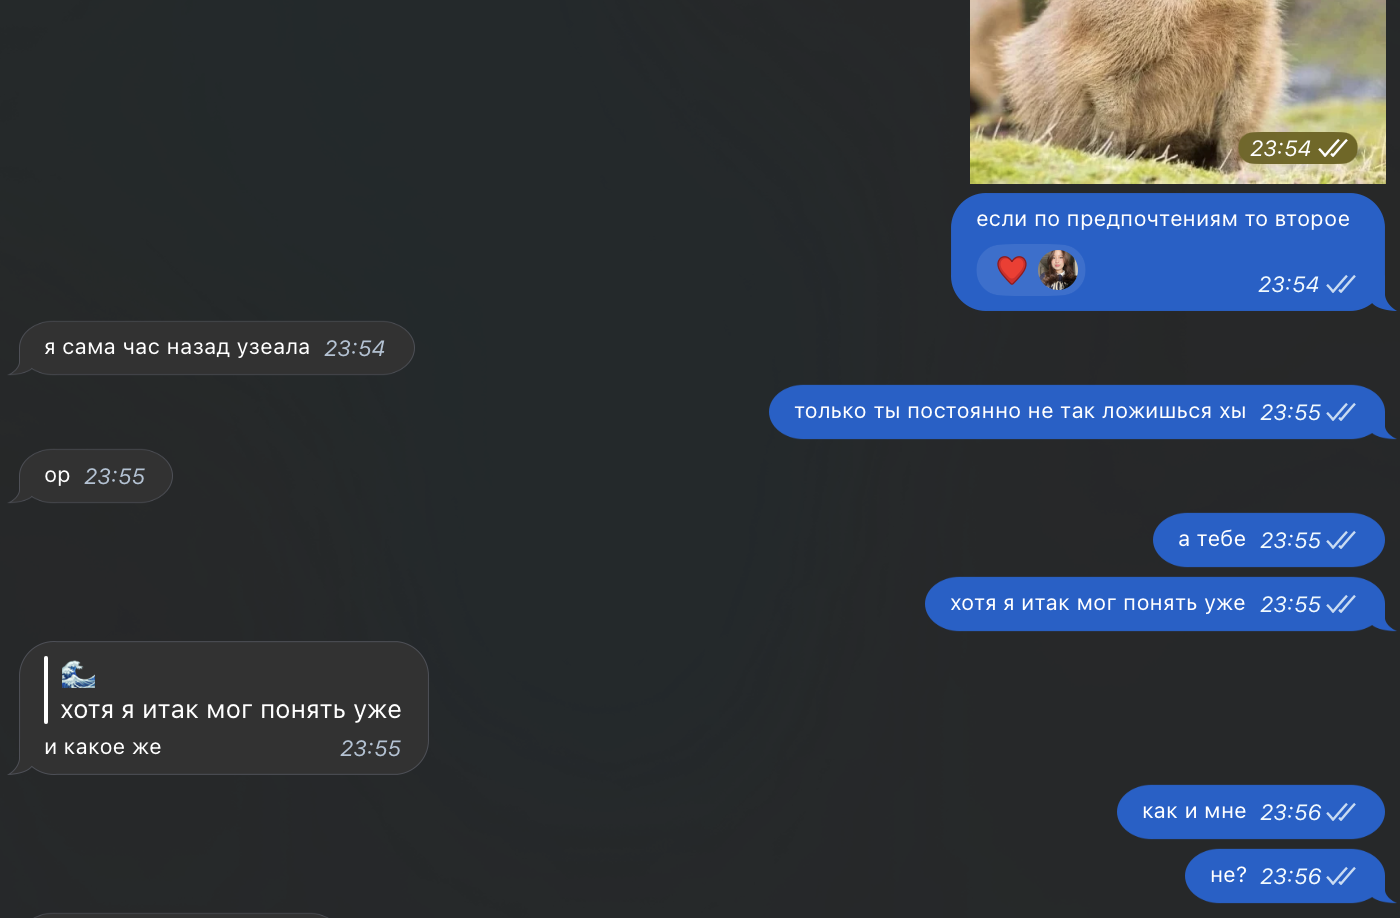 23:54
если по предпочтениям то второе
23:54
я сама час назад узеала 23:54
только ты постоянно не так ложишься хы 23:55
ор 23:55
а тебе 23:55
хотя я итак мог понять уже 23:55
хотя я итак мог понять уже
и какое же 23:55
как и мне 23:56
не? 23:56